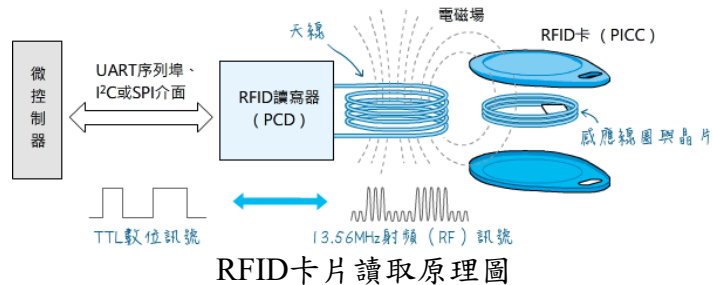 電磁場
天線
RFID卡（PICC）
微控制器
UART序列埠、
I²C或SPI介面
RFID讀寫器
（PCD）
感應線圈與晶片
TTL數位訊號
13.56MHz射頻（RF）訊號
RFID卡片讀取原理圖